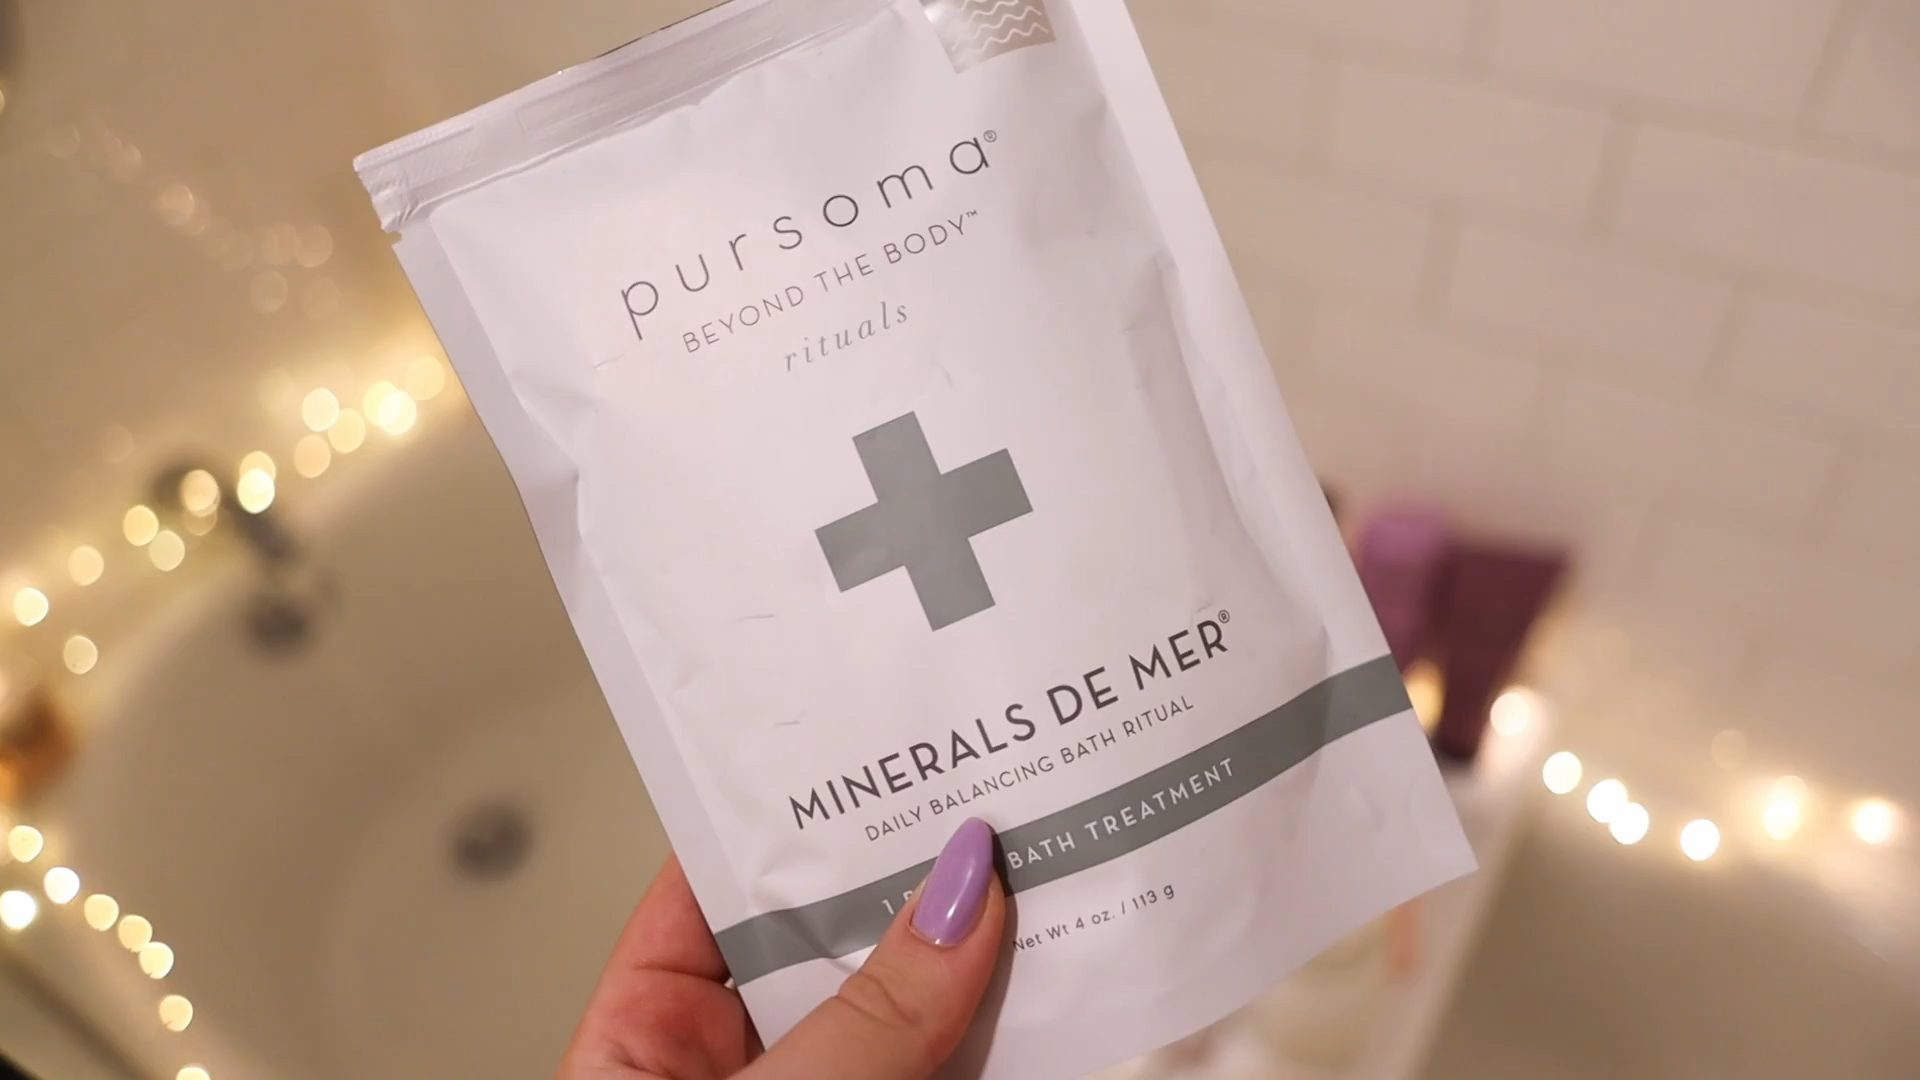 pursoma®
BEYOND THE BODY™
rituals
MINERALS DE MER®
DAILY BALANCING BATH RITUAL
1 BATH TREATMENT
Net Wt 4 oz. / 113 g